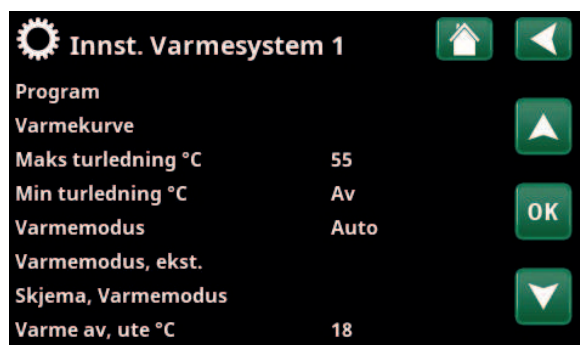 Innst. Varmesystem 1
Program
Varmekurve
Maks turledning °C 55
Min turledning °C Av
Varmemodus Auto
OK
Varmemodus, ekst.
Skjema, Varmemodus
Varme av, ute °C 18